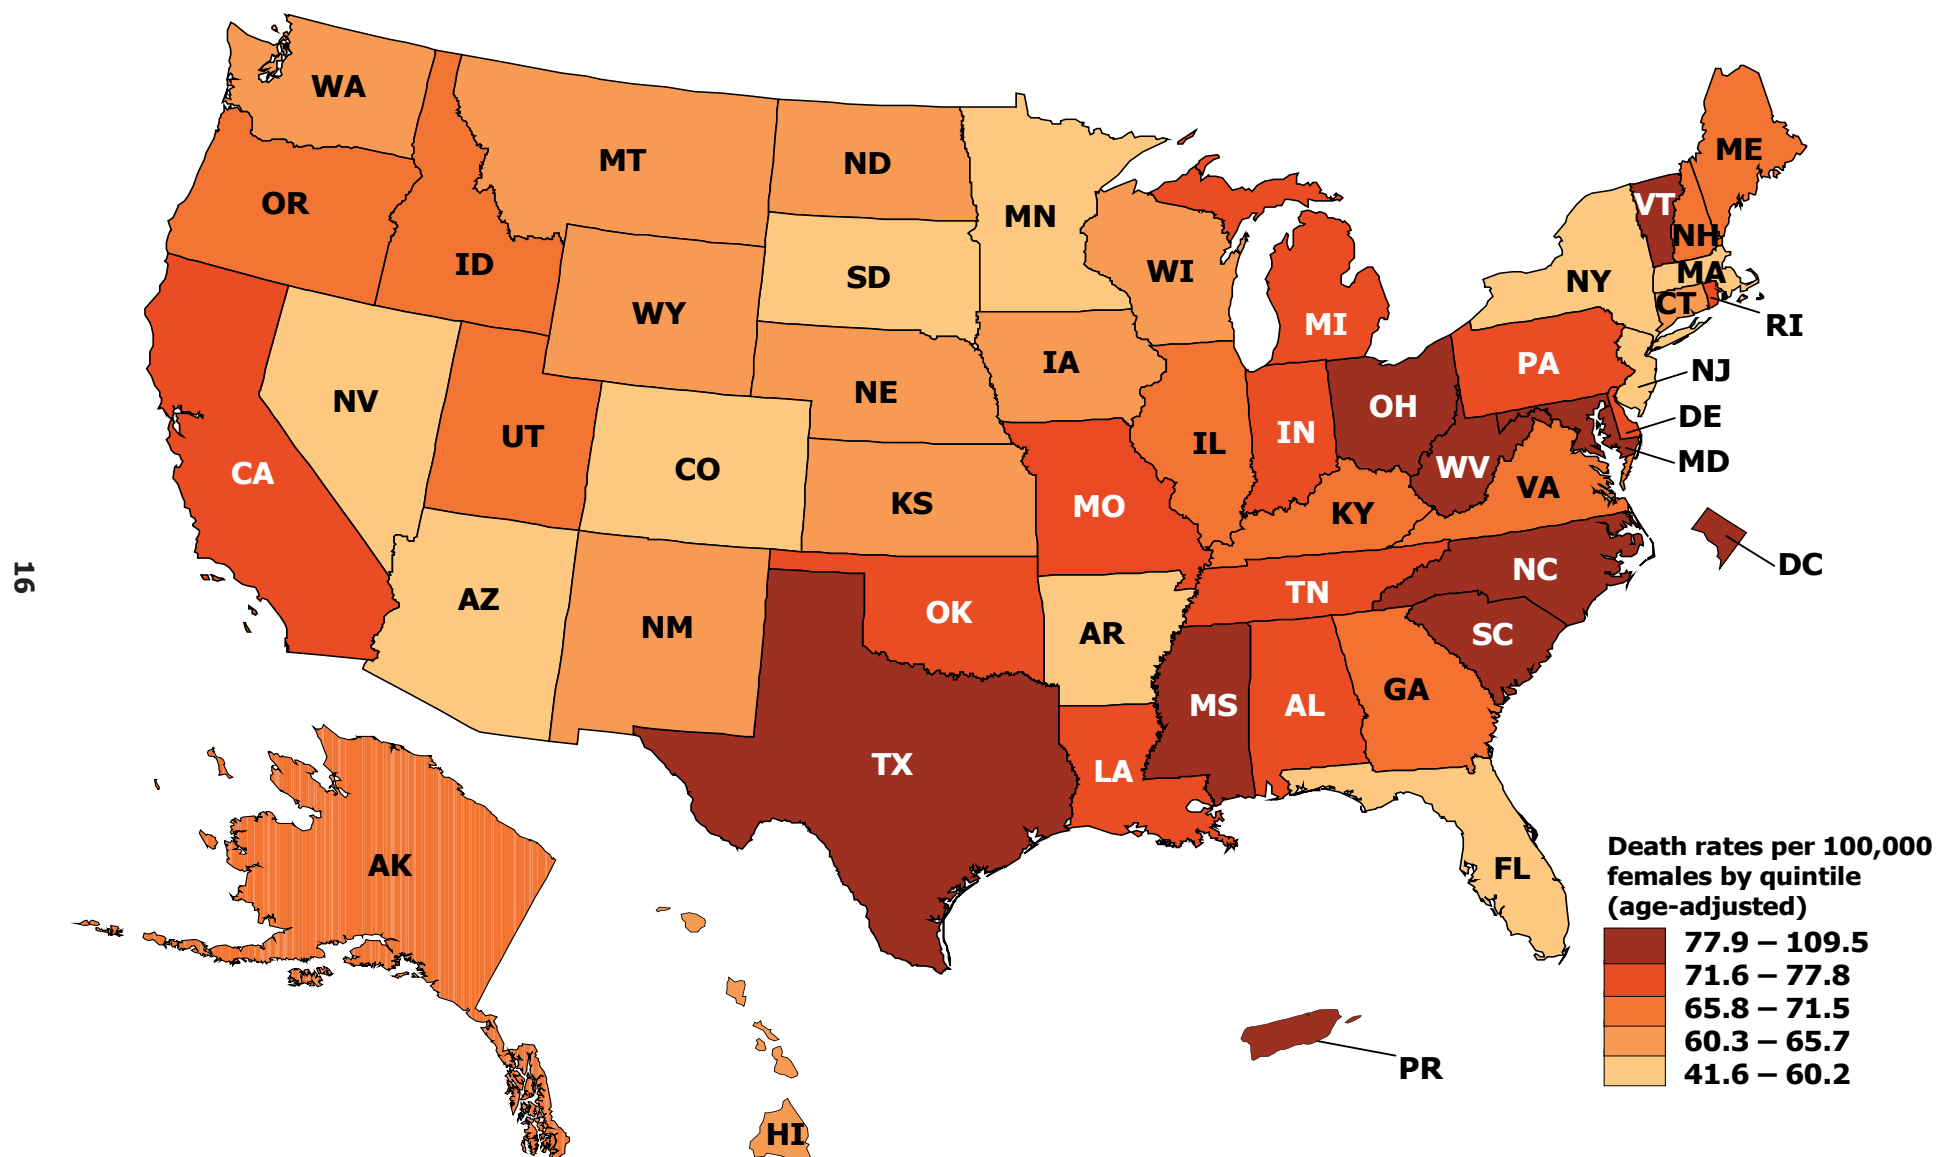 WA
MT
ND
MN
ME
VT
NH
OR
ID
WY
SD
WI
MI
NY
MA
CT
RI
NV
UT
CO
NE
IA
IL
IN
OH
PA
NJ
DE
MD
CA
KS
MO
KY
WV
VA
DC
AZ
NM
OK
AR
TN
NC
SC
TX
LA
MS
AL
GA
FL
AK
HI
PR
16
Death rates per 100,000
females by quintile
(age-adjusted)
77.9 – 109.5
71.6 – 77.8
65.8 – 71.5
60.3 – 65.7
41.6 – 60.2